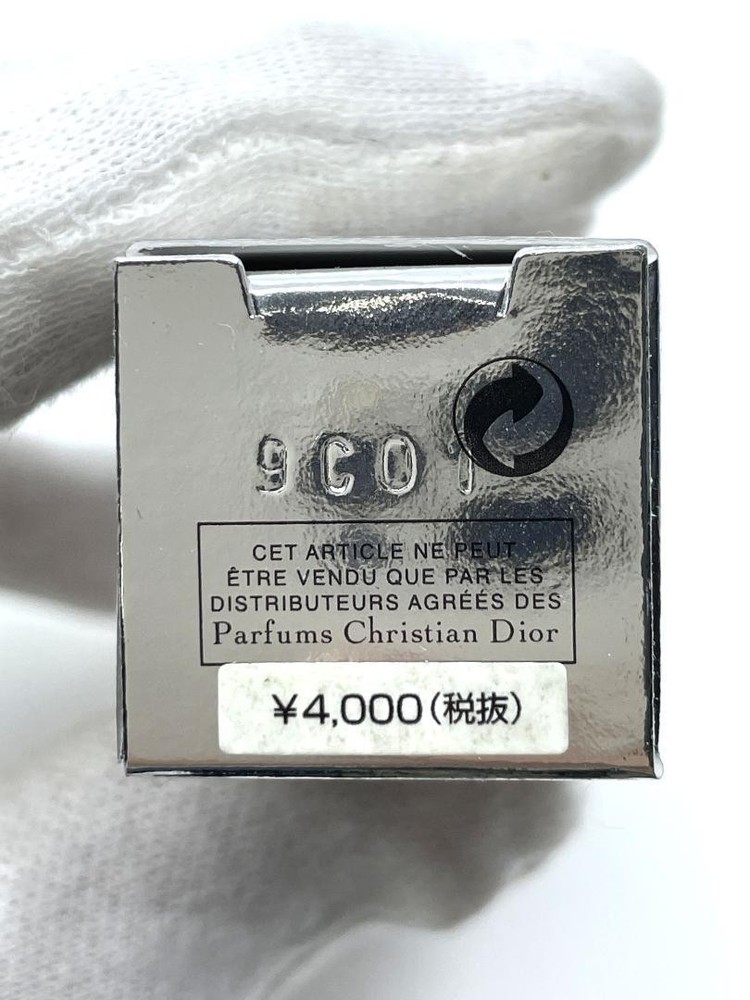 9C01
CET ARTICLE NE PEUT
ÊTRE VENDU QUE PAR LES
DISTRIBUTEURS AGRÉÉS DES
Parfums Christian Dior
¥4,000(税抜)